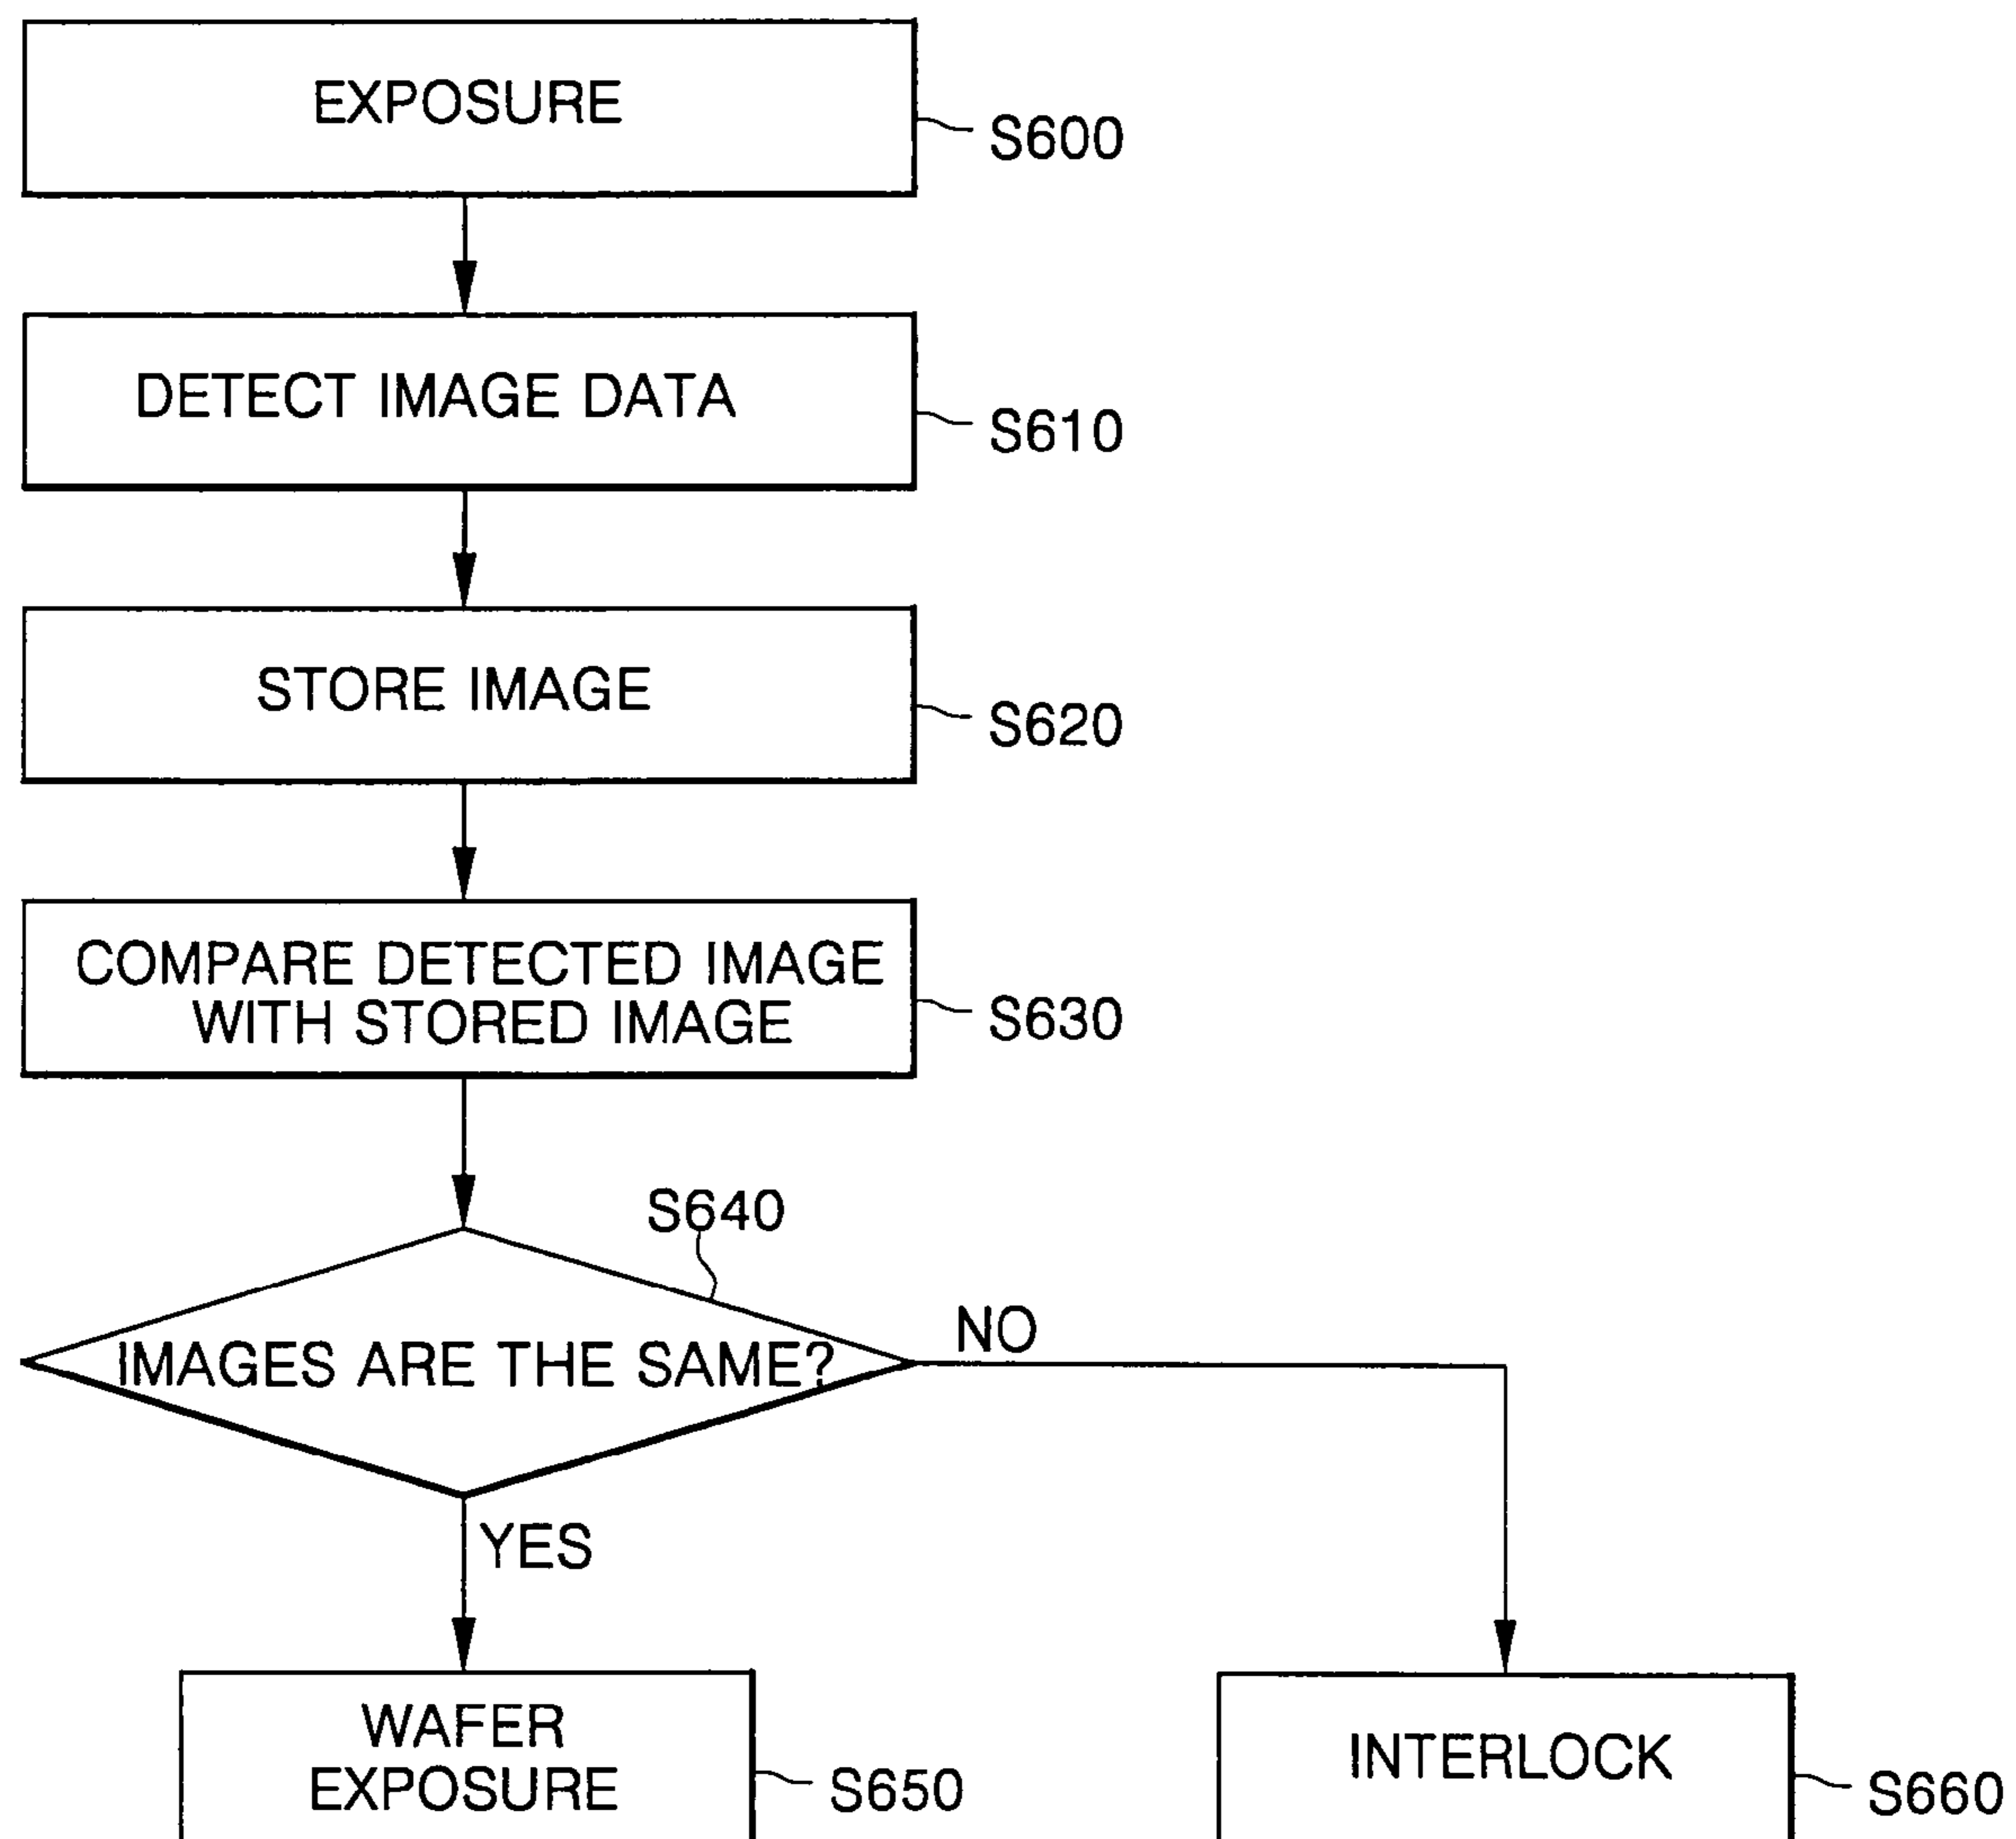 EXPOSURE
S600
DETECT IMAGE DATA
S610
STORE IMAGE
S620
COMPARE DETECTED IMAGE
WITH STORED IMAGE
S630
S640
IMAGES ARE THE SAME?
NO
YES
WAFER
EXPOSURE
S650
INTERLOCK
S660